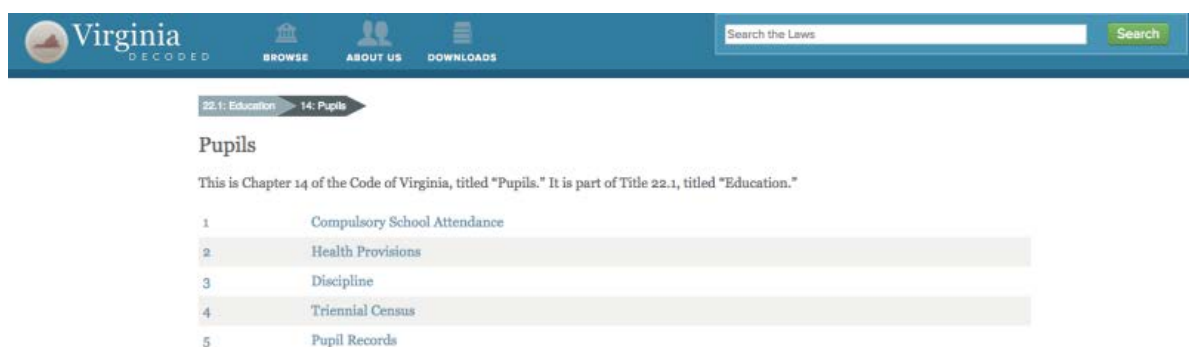 Virginia
DECODED
BROWSE
ABOUT US
DOWNLOADS
Search the Laws
Search
22.1: Education
14: Pupils
Pupils
This is Chapter 14 of the Code of Virginia, titled “Pupils.” It is part of Title 22.1, titled “Education.”
1 Compulsory School Attendance
2 Health Provisions
3 Discipline
4 Triennial Census
5 Pupil Records